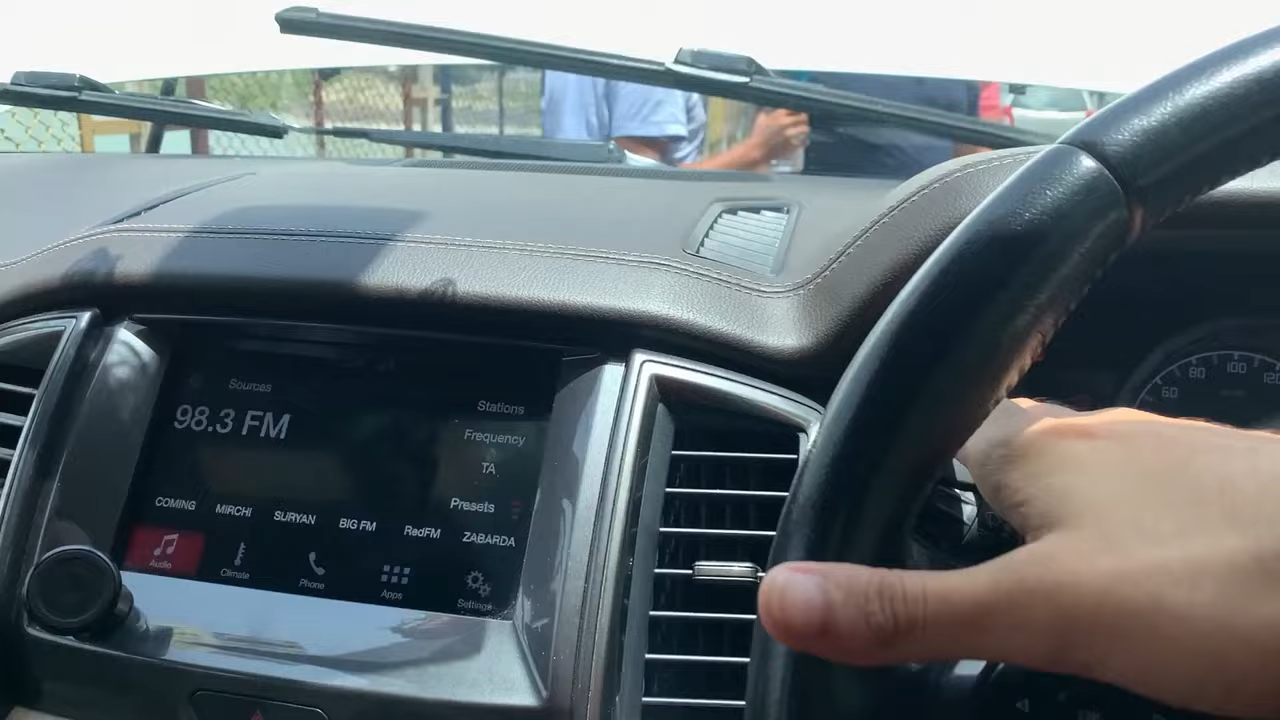 Sources
98.3 FM
Stations
Frequency
TA
Presets
COMING MIRCHI SURYAN BIG FM RedFM ZABARDA
Audio Climate Phone Apps Settings
60 80 100 120